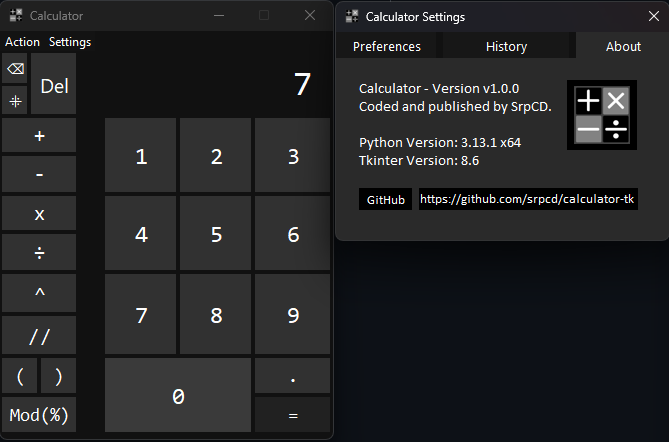 Calculator
Action Settings
7
⌫ Del
⁜
+
1 2 3
-
x
4 5 6
÷
^
7 8 9
//
( )
0 .
Mod(%) =
Calculator Settings
Preferences History About
Calculator - Version v1.0.0
Coded and published by SrpCD.
Python Version: 3.13.1 x64
Tkinter Version: 8.6
GitHub https://github.com/srpcd/calculator-tk